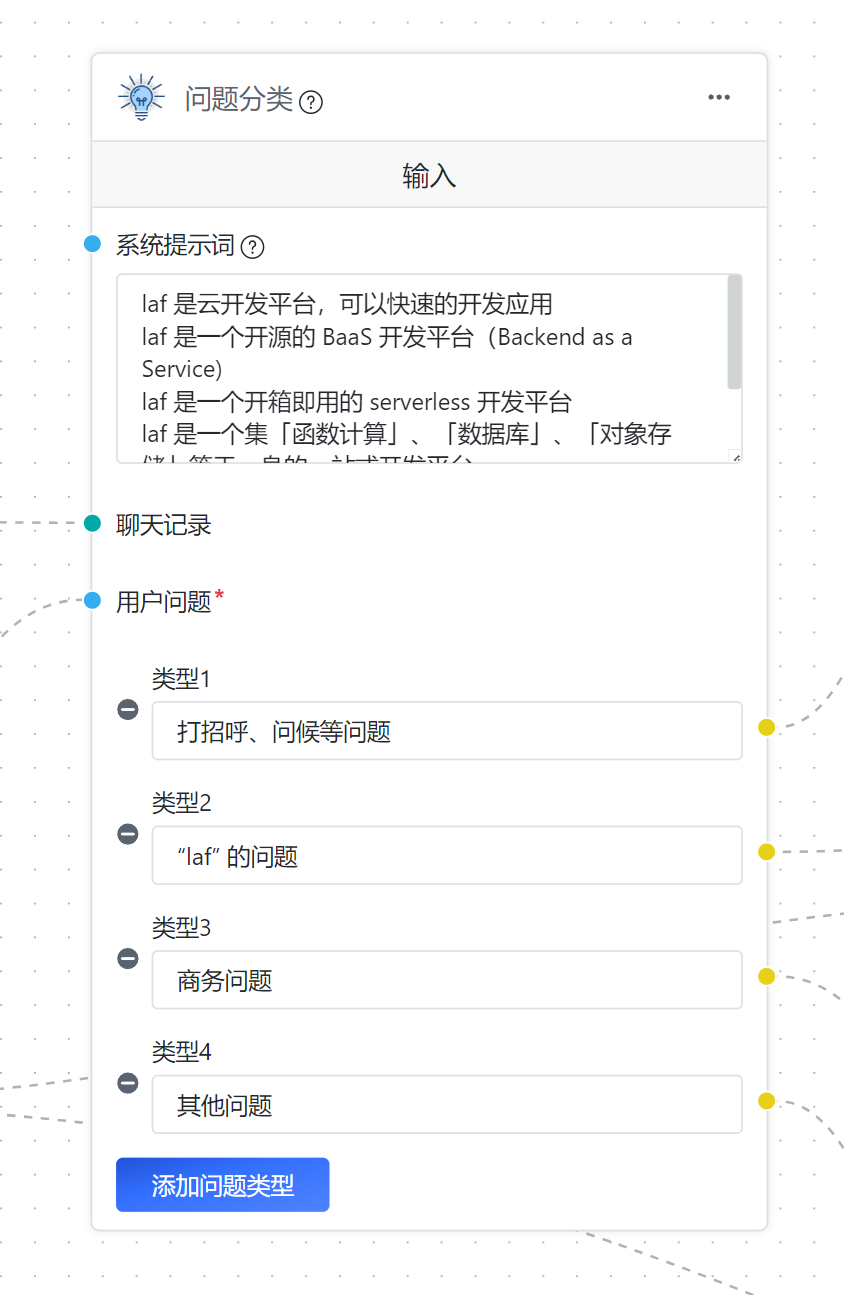 问题分类
输入
系统提示词
laf 是云开发平台，可以快速的开发应用
laf 是一个开源的 BaaS 开发平台（Backend as a
Service)
laf 是一个开箱即用的 serverless 开发平台
laf 是一个集「函数计算」、「数据库」、「对象存
聊天记录
用户问题*
类型1
打招呼、问候等问题
类型2
“laf” 的问题
类型3
商务问题
类型4
其他问题
添加问题类型